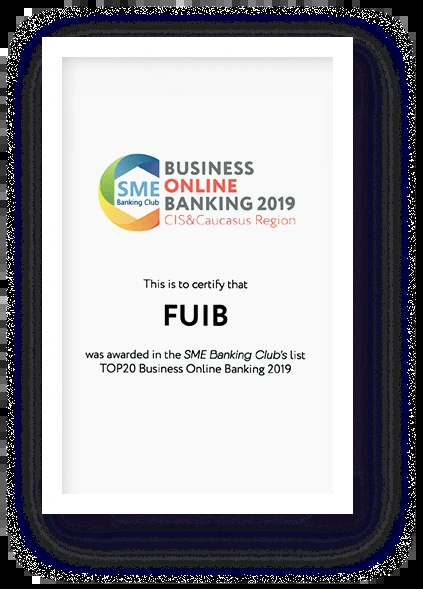 BUSINESS
ONLINE
SME
Banking Club
BANKING 2019
CIS&Caucasus Region
This is to certify that
FUIB
was awarded in the SME Banking Club's list
TOP20 Business Online Banking 2019